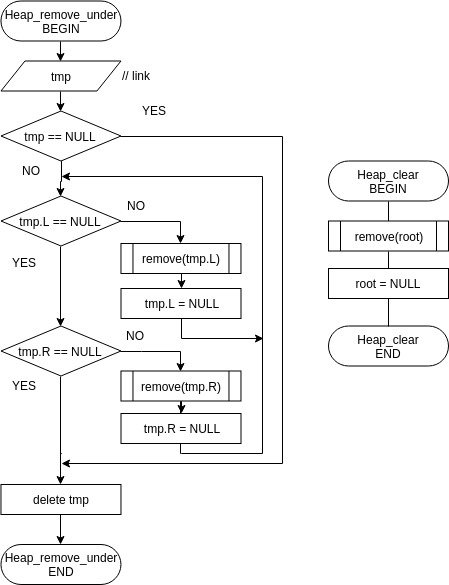 Heap_remove_under
BEGIN
tmp
// link
YES
tmp == NULL
NO
tmp.L == NULL
NO
YES
remove(tmp.L)
tmp.L = NULL
tmp.R == NULL
NO
YES
remove(tmp.R)
tmp.R = NULL
delete tmp
Heap_remove_under
END
Heap_clear
BEGIN
remove(root)
root = NULL
Heap_clear
END